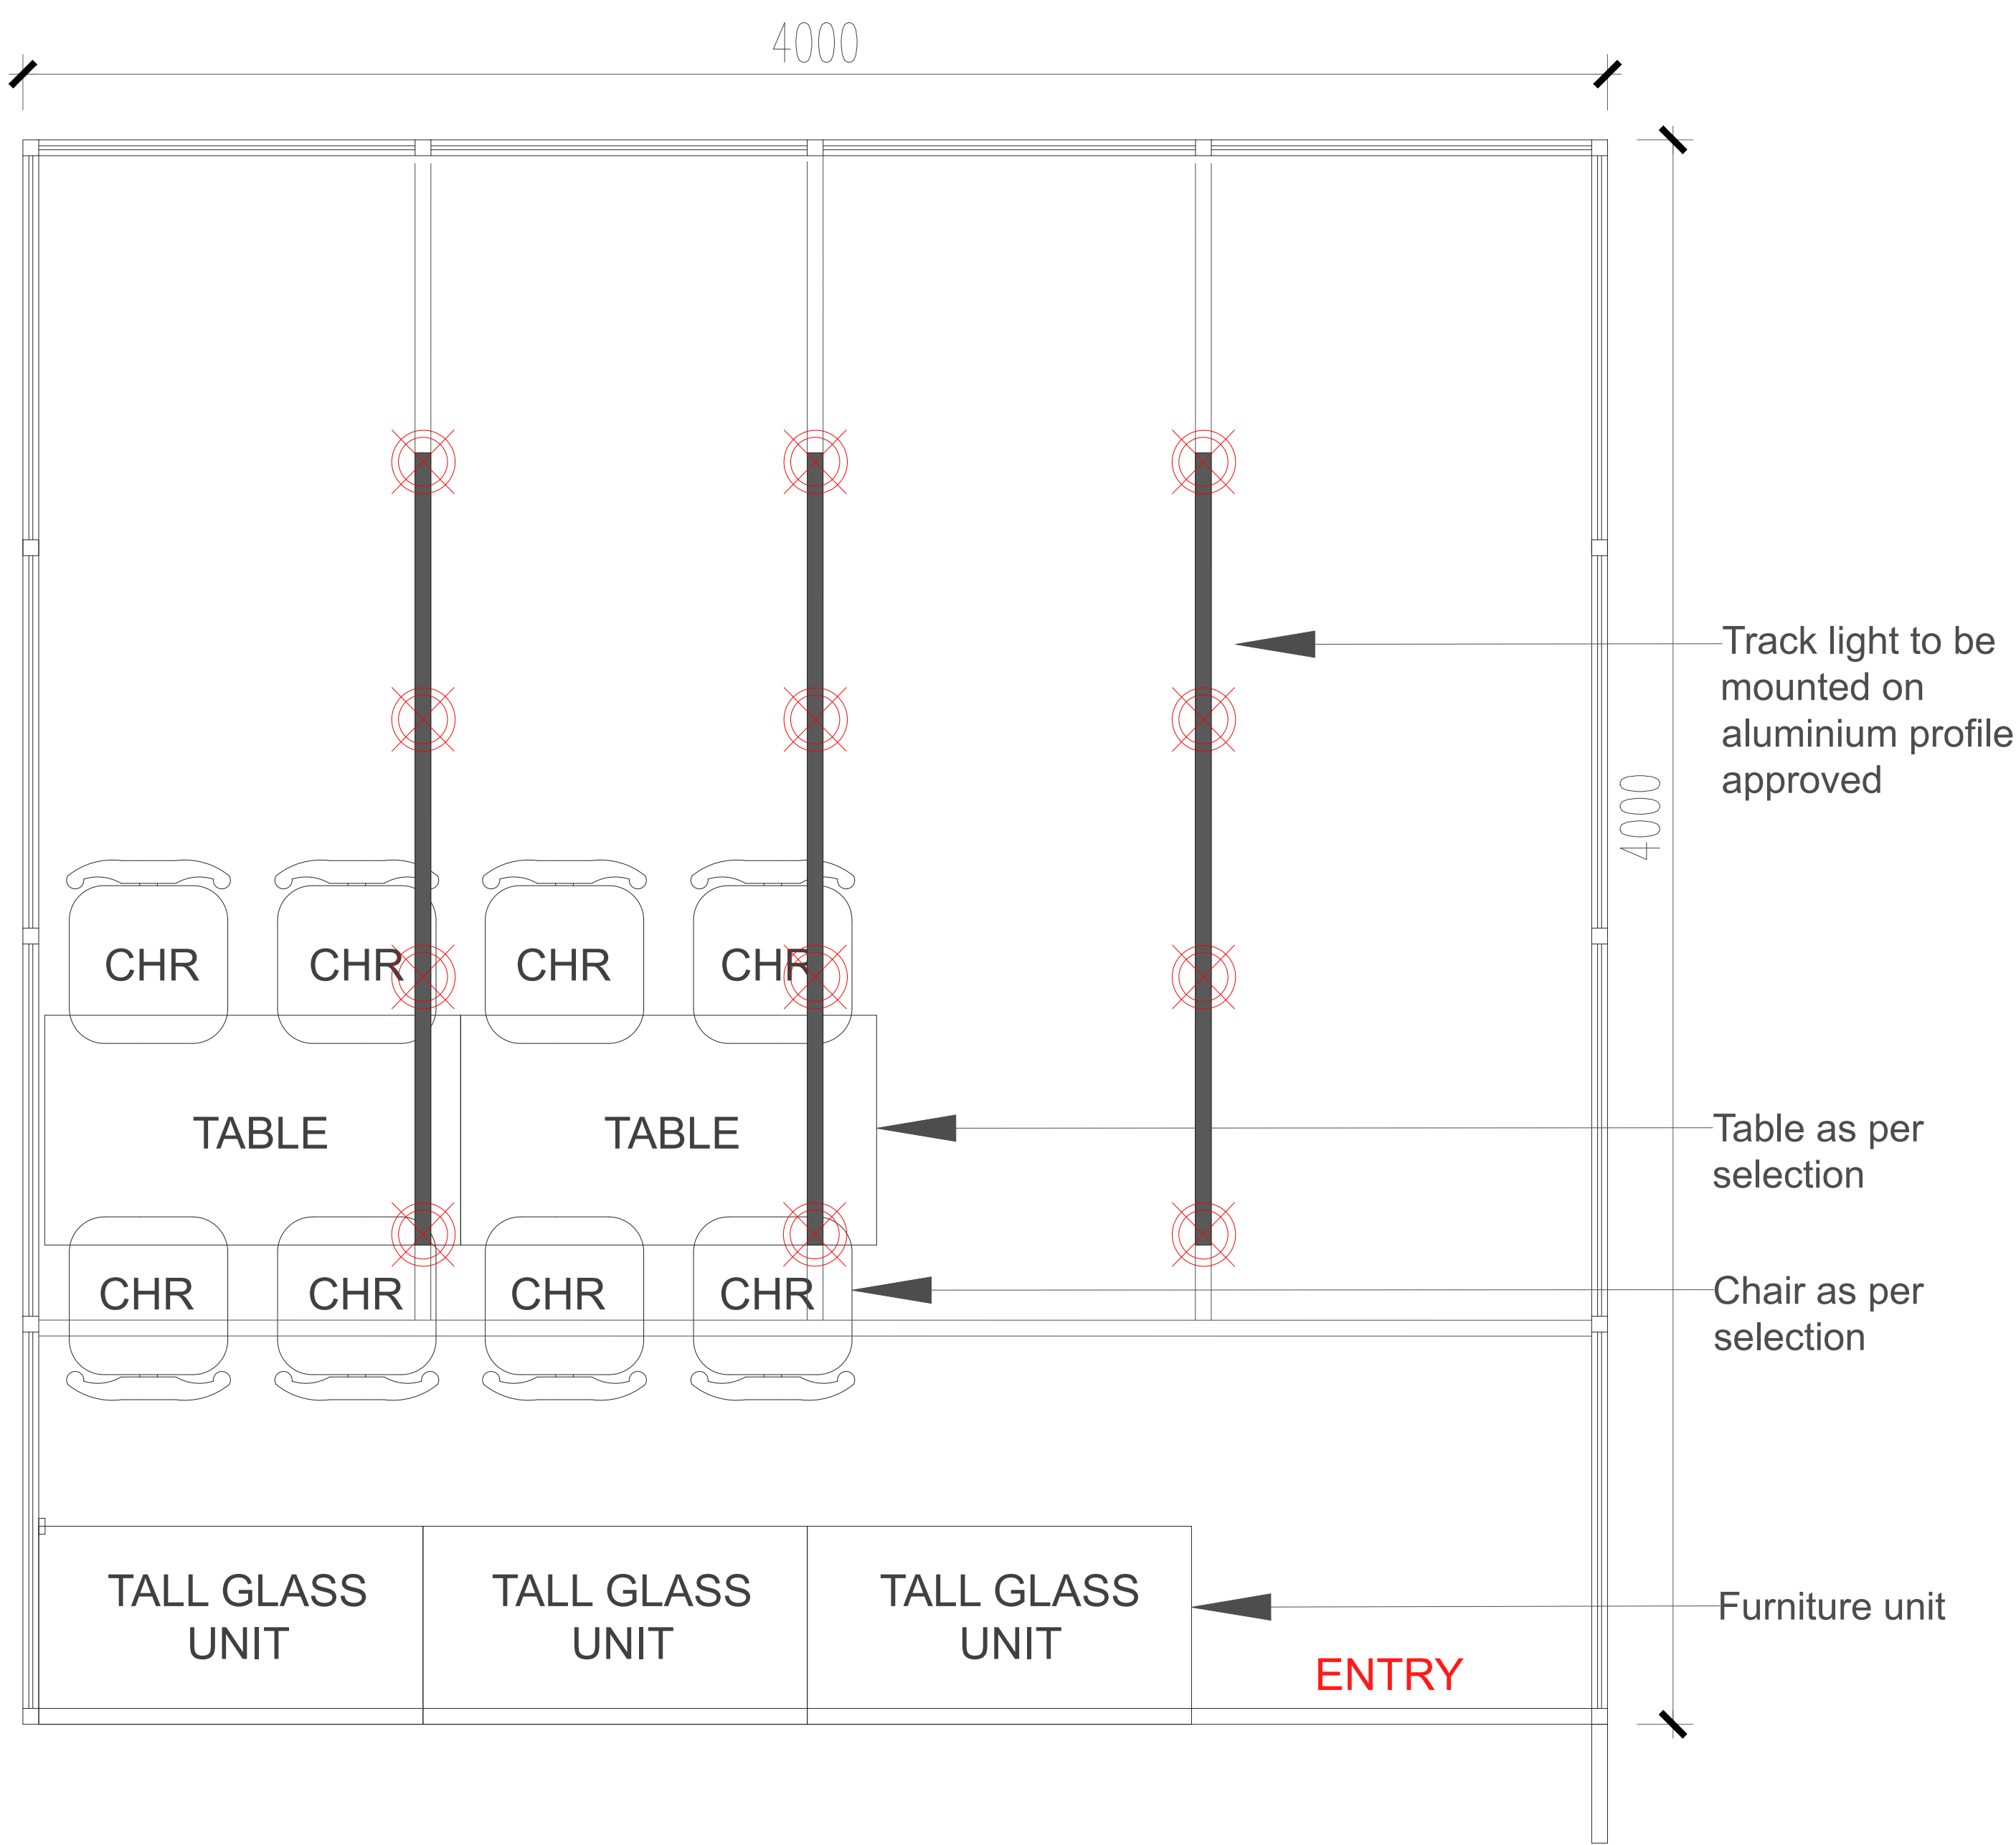 4000
Track light to be
mounted on
aluminium profile
approved
4000
CHR CHR CHR CHR
TABLE TABLE
Table as per
selection
CHR CHR CHR CHR
Chair as per
selection
TALL GLASS
UNIT
TALL GLASS
UNIT
TALL GLASS
UNIT
Furniture unit
ENTRY